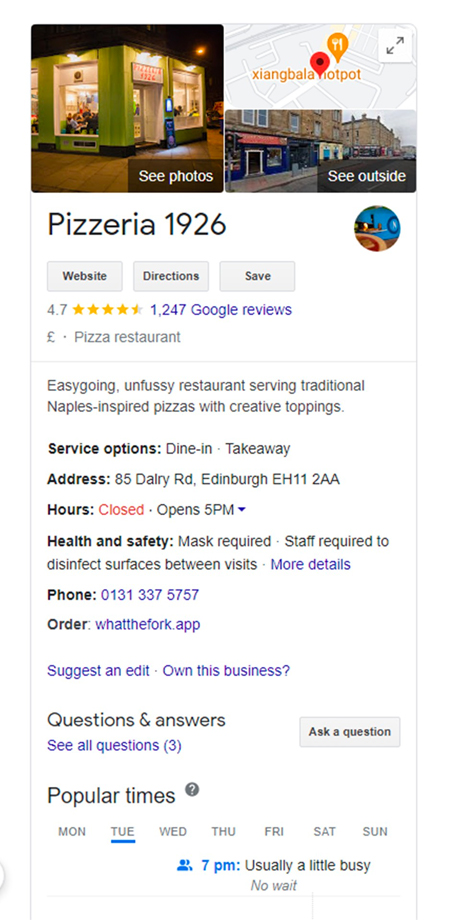 xiangbala hotpot
See photos
See outside
Pizzeria 1926
Website Directions Save
4.7 1,247 Google reviews
£ · Pizza restaurant
Easygoing, unfussy restaurant serving traditional
Naples-inspired pizzas with creative toppings.
Service options: Dine-in · Takeaway
Address: 85 Dalry Rd, Edinburgh EH11 2AA
Hours: Closed · Opens 5PM
Health and safety: Mask required · Staff required to
disinfect surfaces between visits · More details
Phone: 0131 337 5757
Order: whatthefork.app
Suggest an edit · Own this business?
Questions & answers
See all questions (3)
Ask a question
Popular times ?
MON TUE WED THU FRI SAT SUN
7 pm: Usually a little busy
No wait